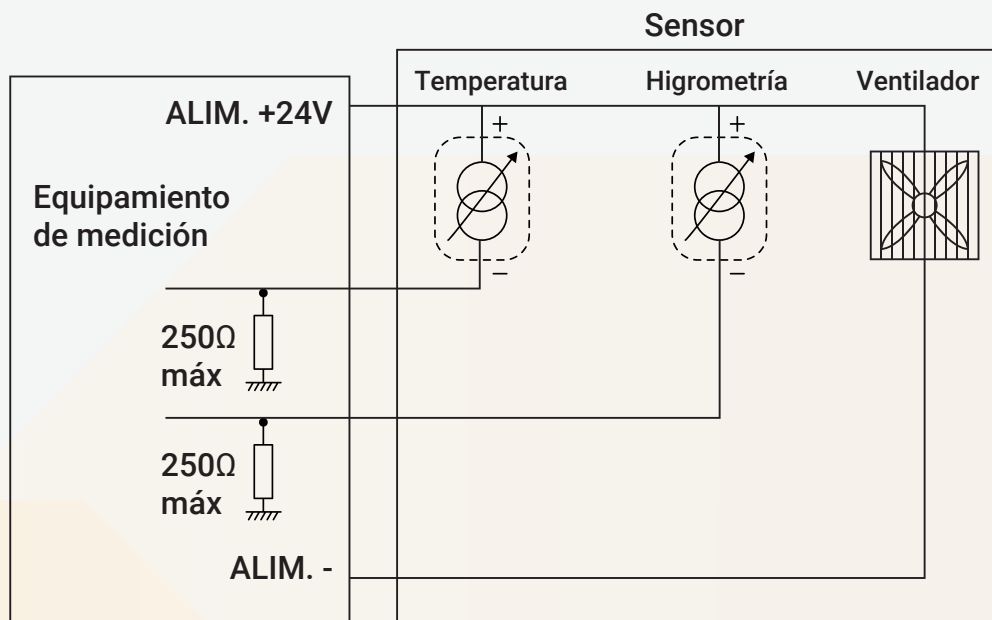 Sensor
Temperatura
Higrometría
Ventilador
ALIM. +24V
+
+
Equipamiento
de medición
–
–
250Ω
máx
250Ω
máx
ALIM. -